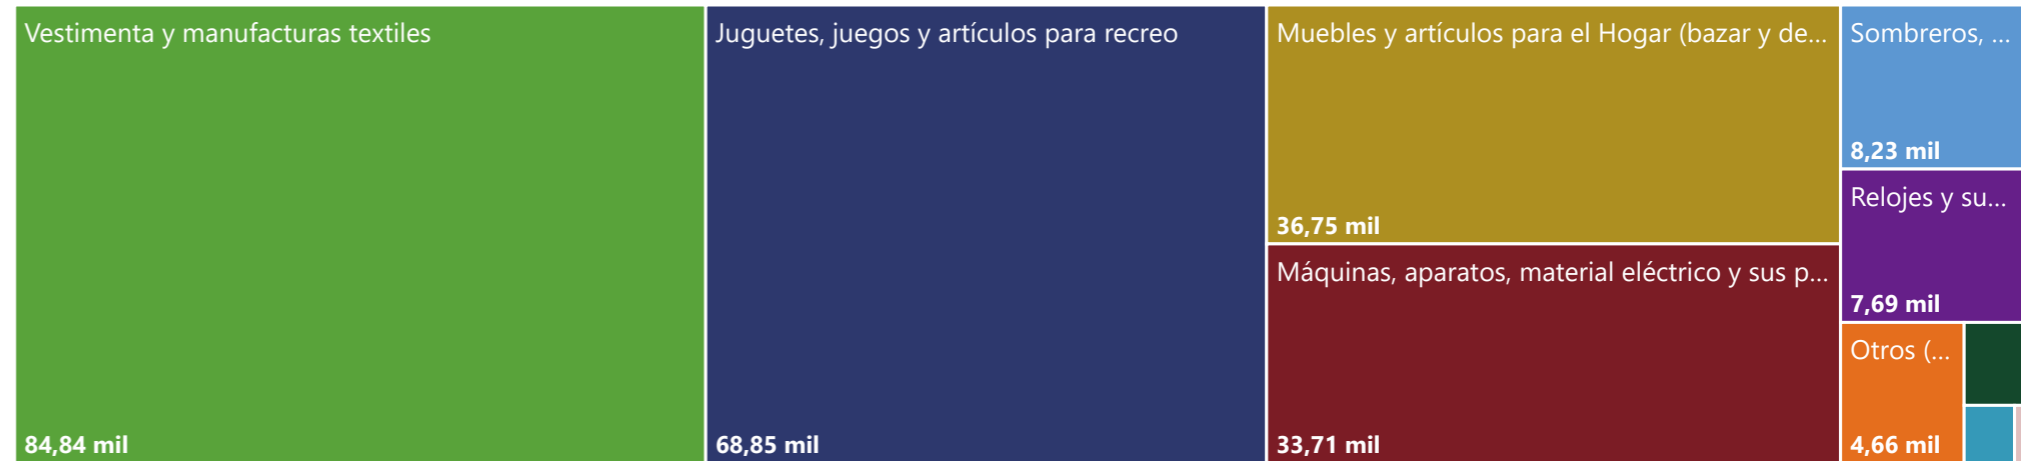 Vestimenta y manufacturas textiles
84,84 mil
Juguetes, juegos y artículos para recreo
68,85 mil
Muebles y artículos para el Hogar (bazar y de...
36,75 mil
Máquinas, aparatos, material eléctrico y sus p...
33,71 mil
Sombreros, ...
8,23 mil
Relojes y su...
7,69 mil
Otros (...
4,66 mil